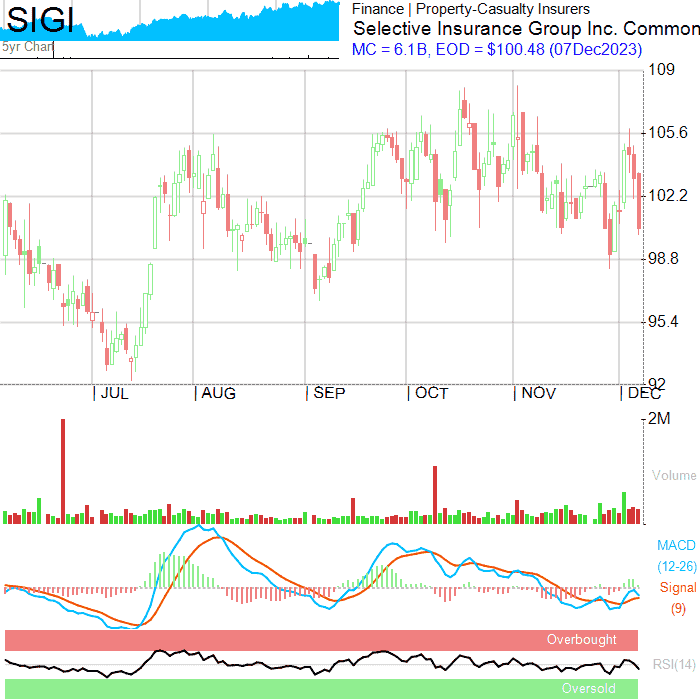 SIGI
5yr Chart
Finance | Property-Casualty Insurers
Selective Insurance Group Inc. Common
MC = 6.1B, EOD = $100.48 (07Dec2023)
109
105.6
102.2
98.8
95.4
92
| JUL | AUG | SEP | OCT | NOV | DEC
2M
Volume
MACD
(12-26)
Signal
(9)
Overbought
RSI(14)
Oversold